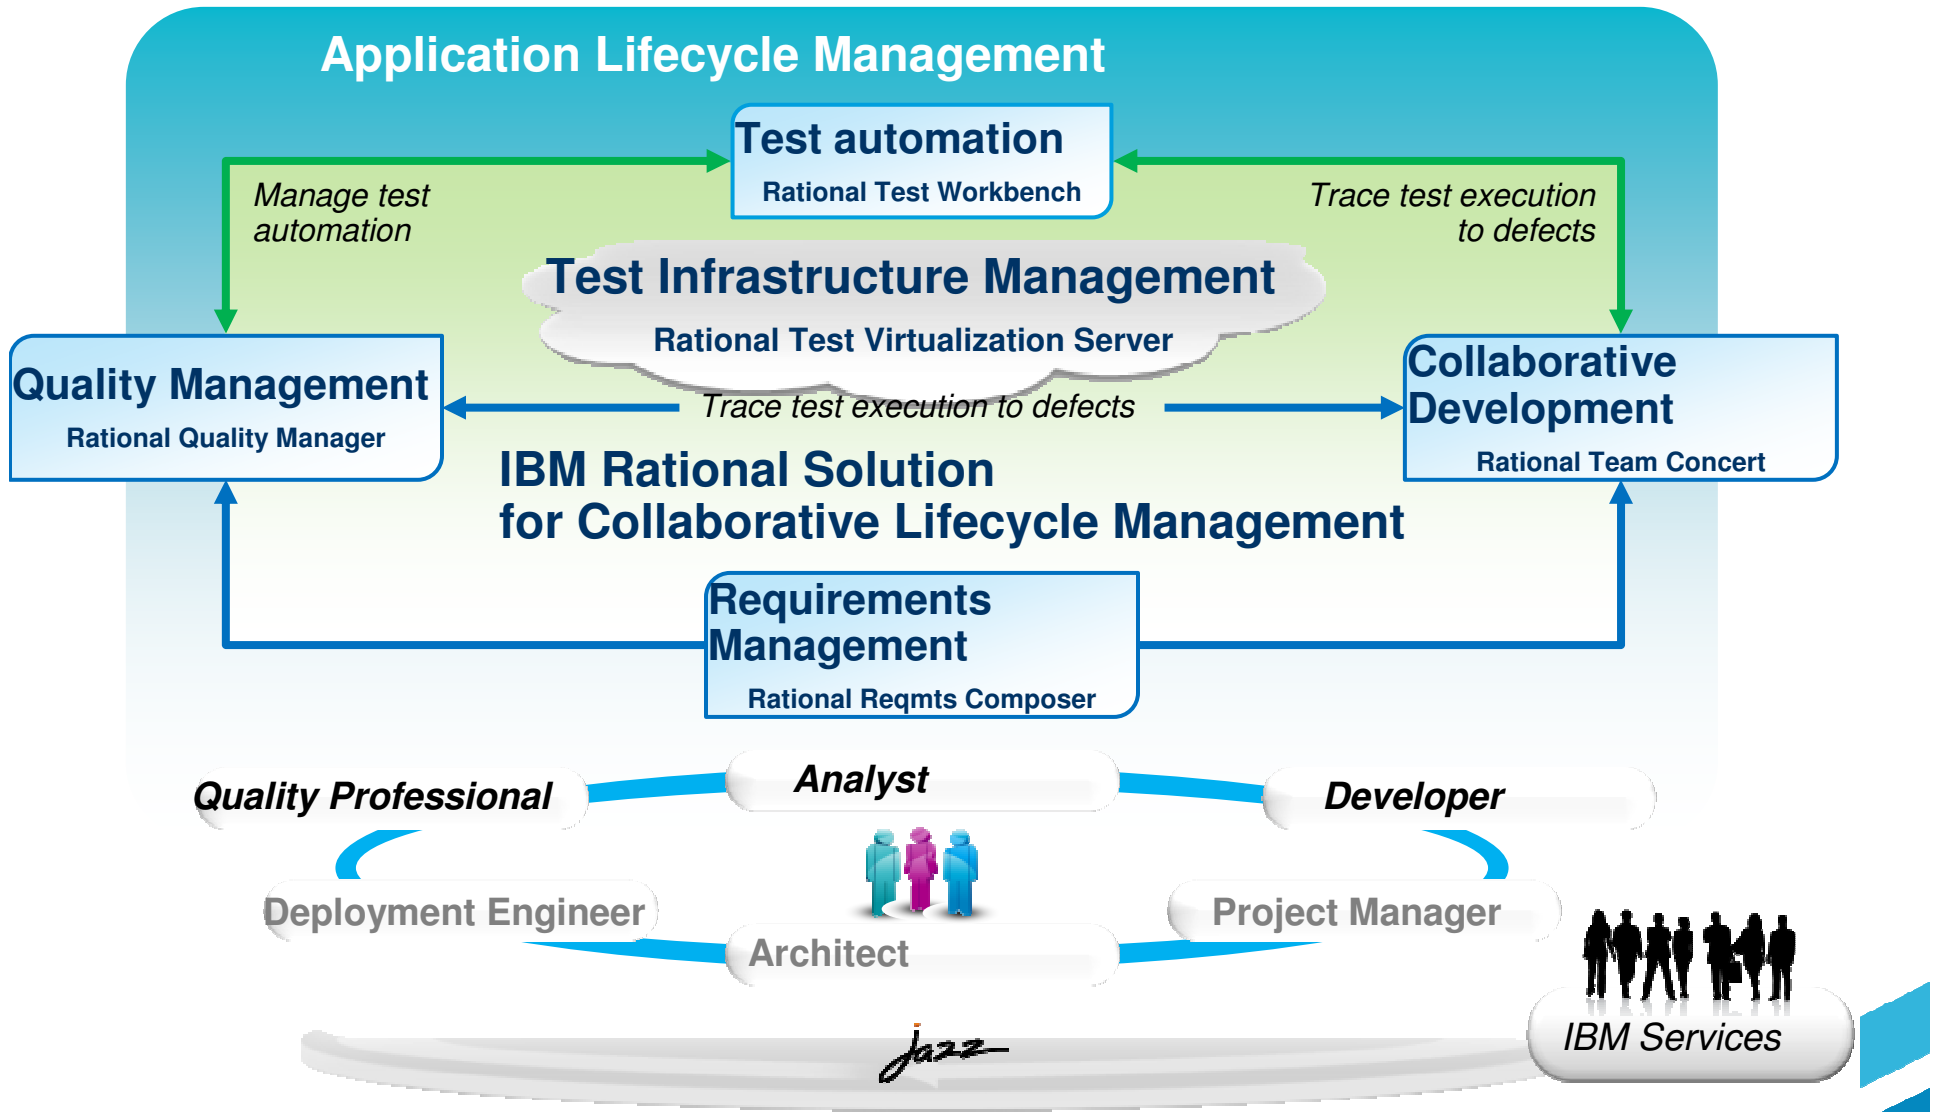 Application Lifecycle Management
Test automation
Rational Test Workbench
Manage test
automation
Trace test execution
to defects
Test Infrastructure Management
Rational Test Virtualization Server
Quality Management
Rational Quality Manager
Trace test execution to defects
Collaborative
Development
Rational Team Concert
IBM Rational Solution
for Collaborative Lifecycle Management
Requirements
Management
Rational Reqmts Composer
Quality Professional
Analyst
Developer
Deployment Engineer
Architect
Project Manager
IBM Services
jazz